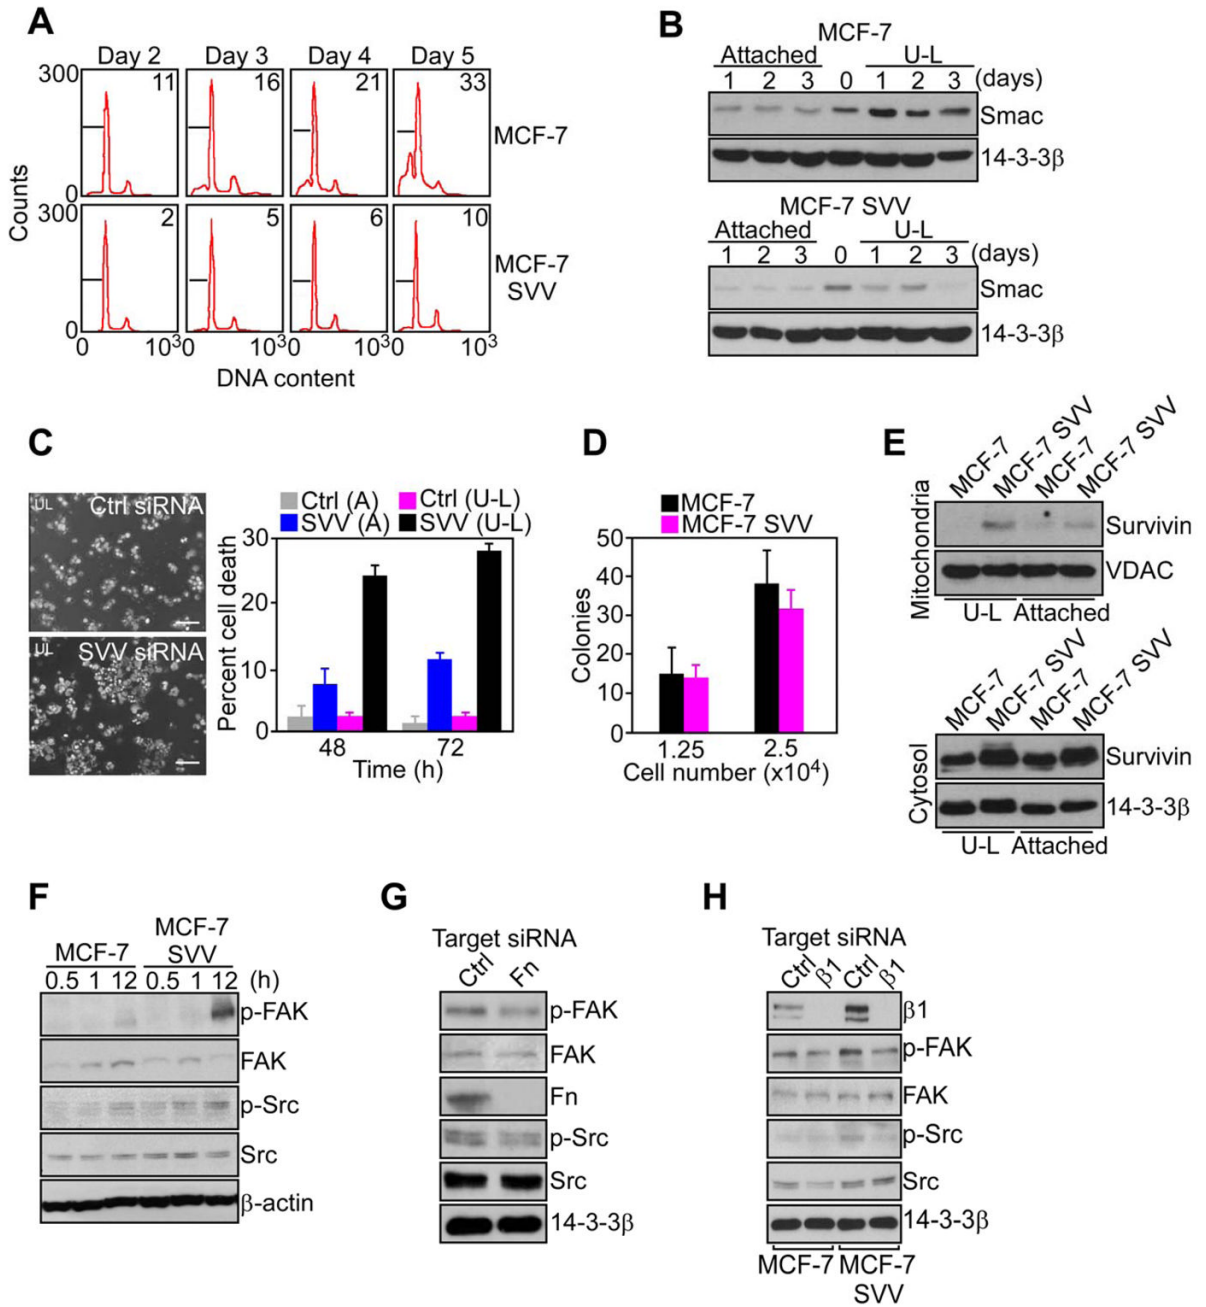 A
Day 2 Day 3 Day 4 Day 5
300 11 16 21 33
MCF-7
0
Counts
300 2 5 6 10
MCF-7
SVV
0
0 10³ 0 10³ 0 10³ 0 10³
DNA content
B
MCF-7
Attached U-L
1 2 3 0 1 2 3 (days)
Smac
14-3-3β
MCF-7 SVV
Attached U-L
1 2 3 0 1 2 3 (days)
Smac
14-3-3β
C
UL Ctrl siRNA
UL SVV siRNA
Ctrl (A) Ctrl (U-L)
SVV (A) SVV (U-L)
Percent cell death
30
20
10
0
48 72
Time (h)
D
MCF-7
MCF-7 SVV
Colonies
50
40
30
20
10
0
1.25 2.5
Cell number (x10⁴)
E
MCF-7 MCF-7 SVV MCF-7 MCF-7 SVV
Mitochondria
Survivin
VDAC
U-L Attached
MCF-7 MCF-7 SVV MCF-7 MCF-7 SVV
Cytosol
Survivin
14-3-3β
U-L Attached
F
MCF-7 MCF-7 SVV
0.5 1 12 0.5 1 12 (h)
p-FAK
FAK
p-Src
Src
β-actin
G
Target siRNA
Ctrl Fn
p-FAK
FAK
Fn
p-Src
Src
14-3-3β
H
Target siRNA
Ctrl β1 Ctrl β1
β1
p-FAK
FAK
p-Src
Src
14-3-3β
MCF-7 MCF-7
SVV